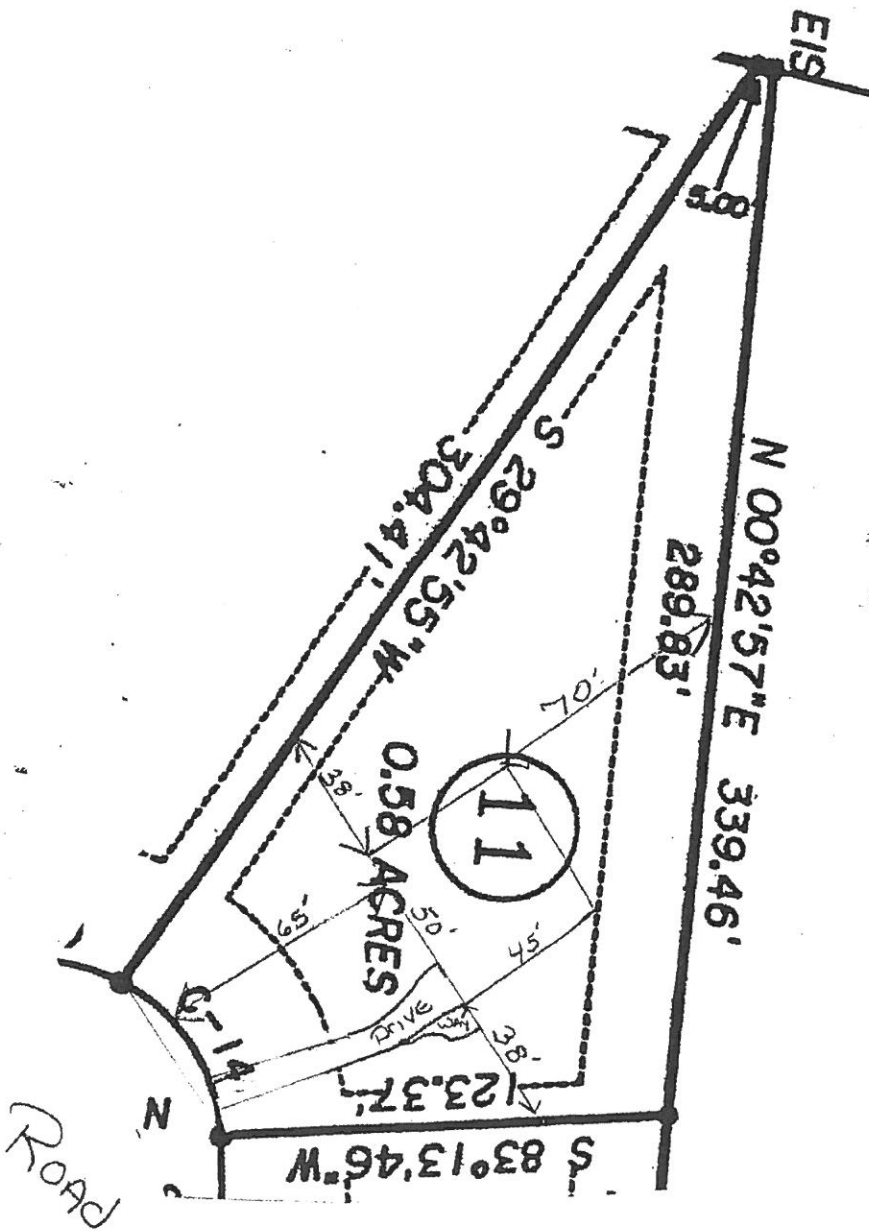 EIS
5.00'
N 00°42'57"E 339.46'
289.83'
S 29°42'55"W
304.41'
70'
11
0.58 ACRES
38'
50'
45'
65'
38'
DRIVE
WAY
C-14
123.37'
S 83°13'46"W
N
ROAD